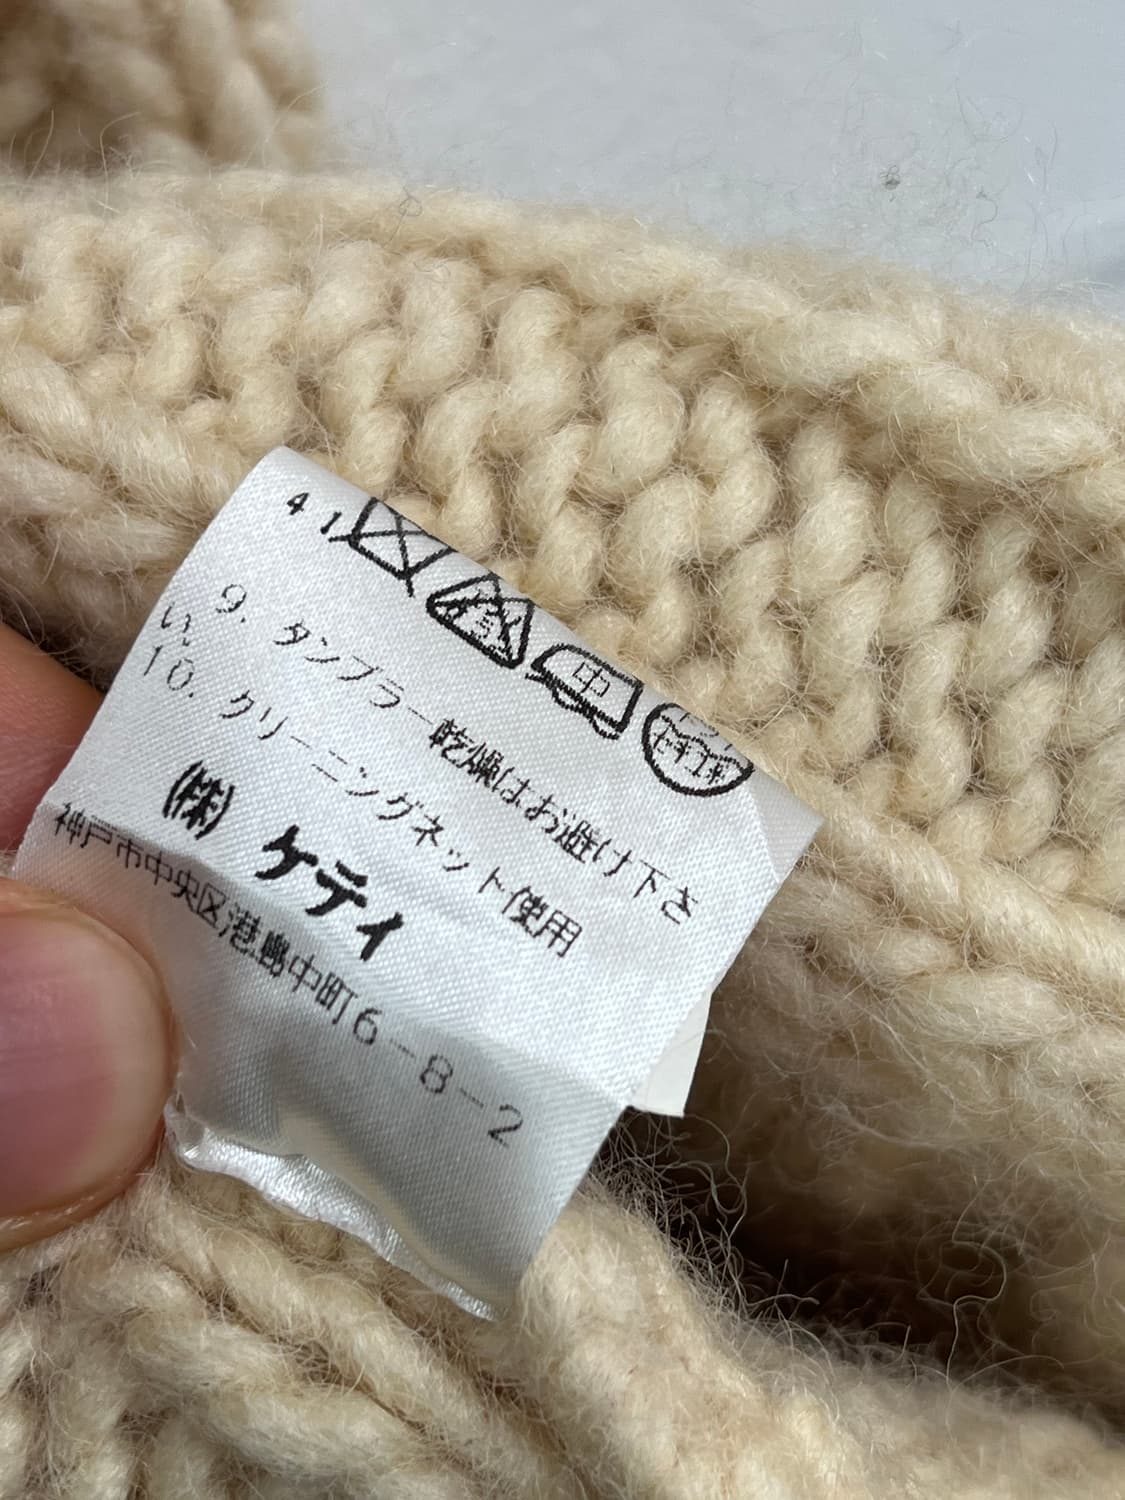 41
中
9. タンブラー乾燥はお避け下さ
い。
10. クリーニングネット使用
(株) ケティ
神戸市中央区港島中町6-8-2